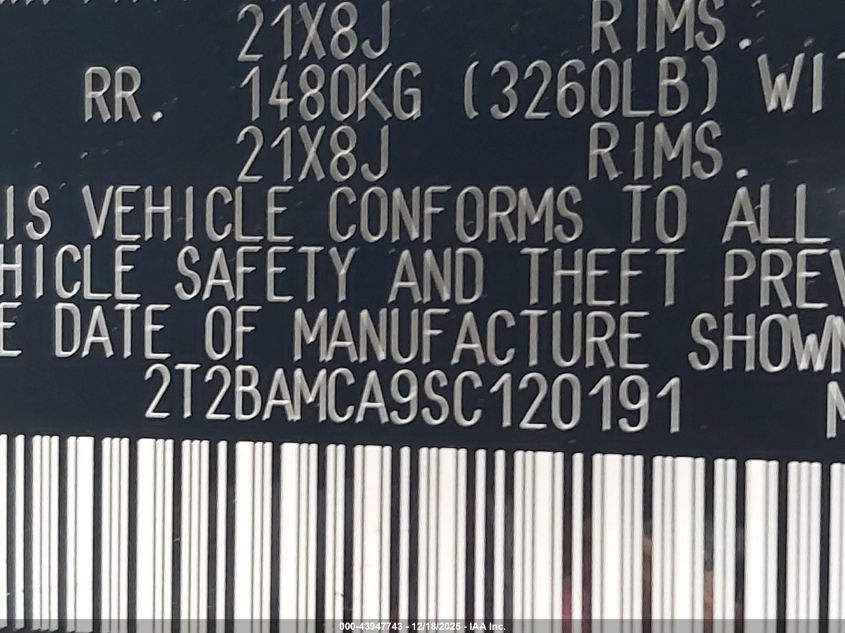 21X8J RIMS.
RR. 1480KG (3260LB) WIT
21X8J RIMS.
IS VEHICLE CONFORMS TO ALL
HICLE SAFETY AND THEFT PREV
E DATE OF MANUFACTURE SHOWN
2T2BAMCA9SC120191 M
000-43947743 - 12/18/2025 - IAA Inc.